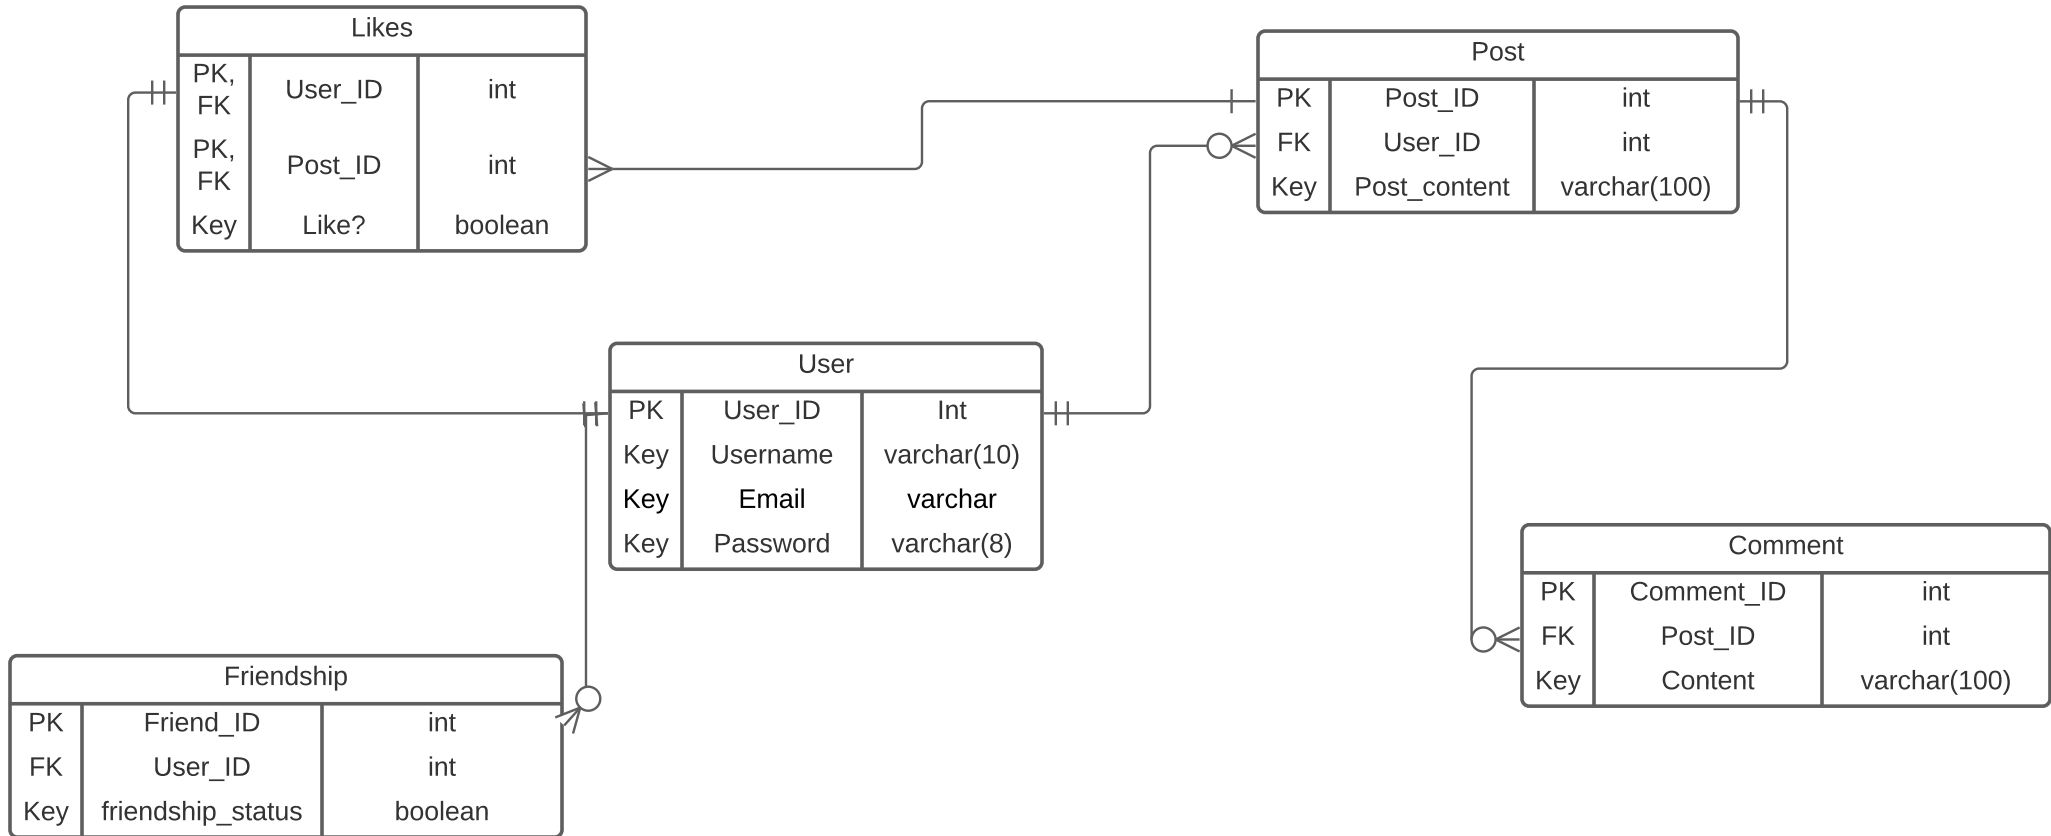 Likes
PK, FK User_ID int
PK, FK Post_ID int
Key Like? boolean
Post
PK Post_ID int
FK User_ID int
Key Post_content varchar(100)
User
PK User_ID Int
Key Username varchar(10)
Key Email varchar
Key Password varchar(8)
Comment
PK Comment_ID int
FK Post_ID int
Key Content varchar(100)
Friendship
PK Friend_ID int
FK User_ID int
Key friendship_status boolean